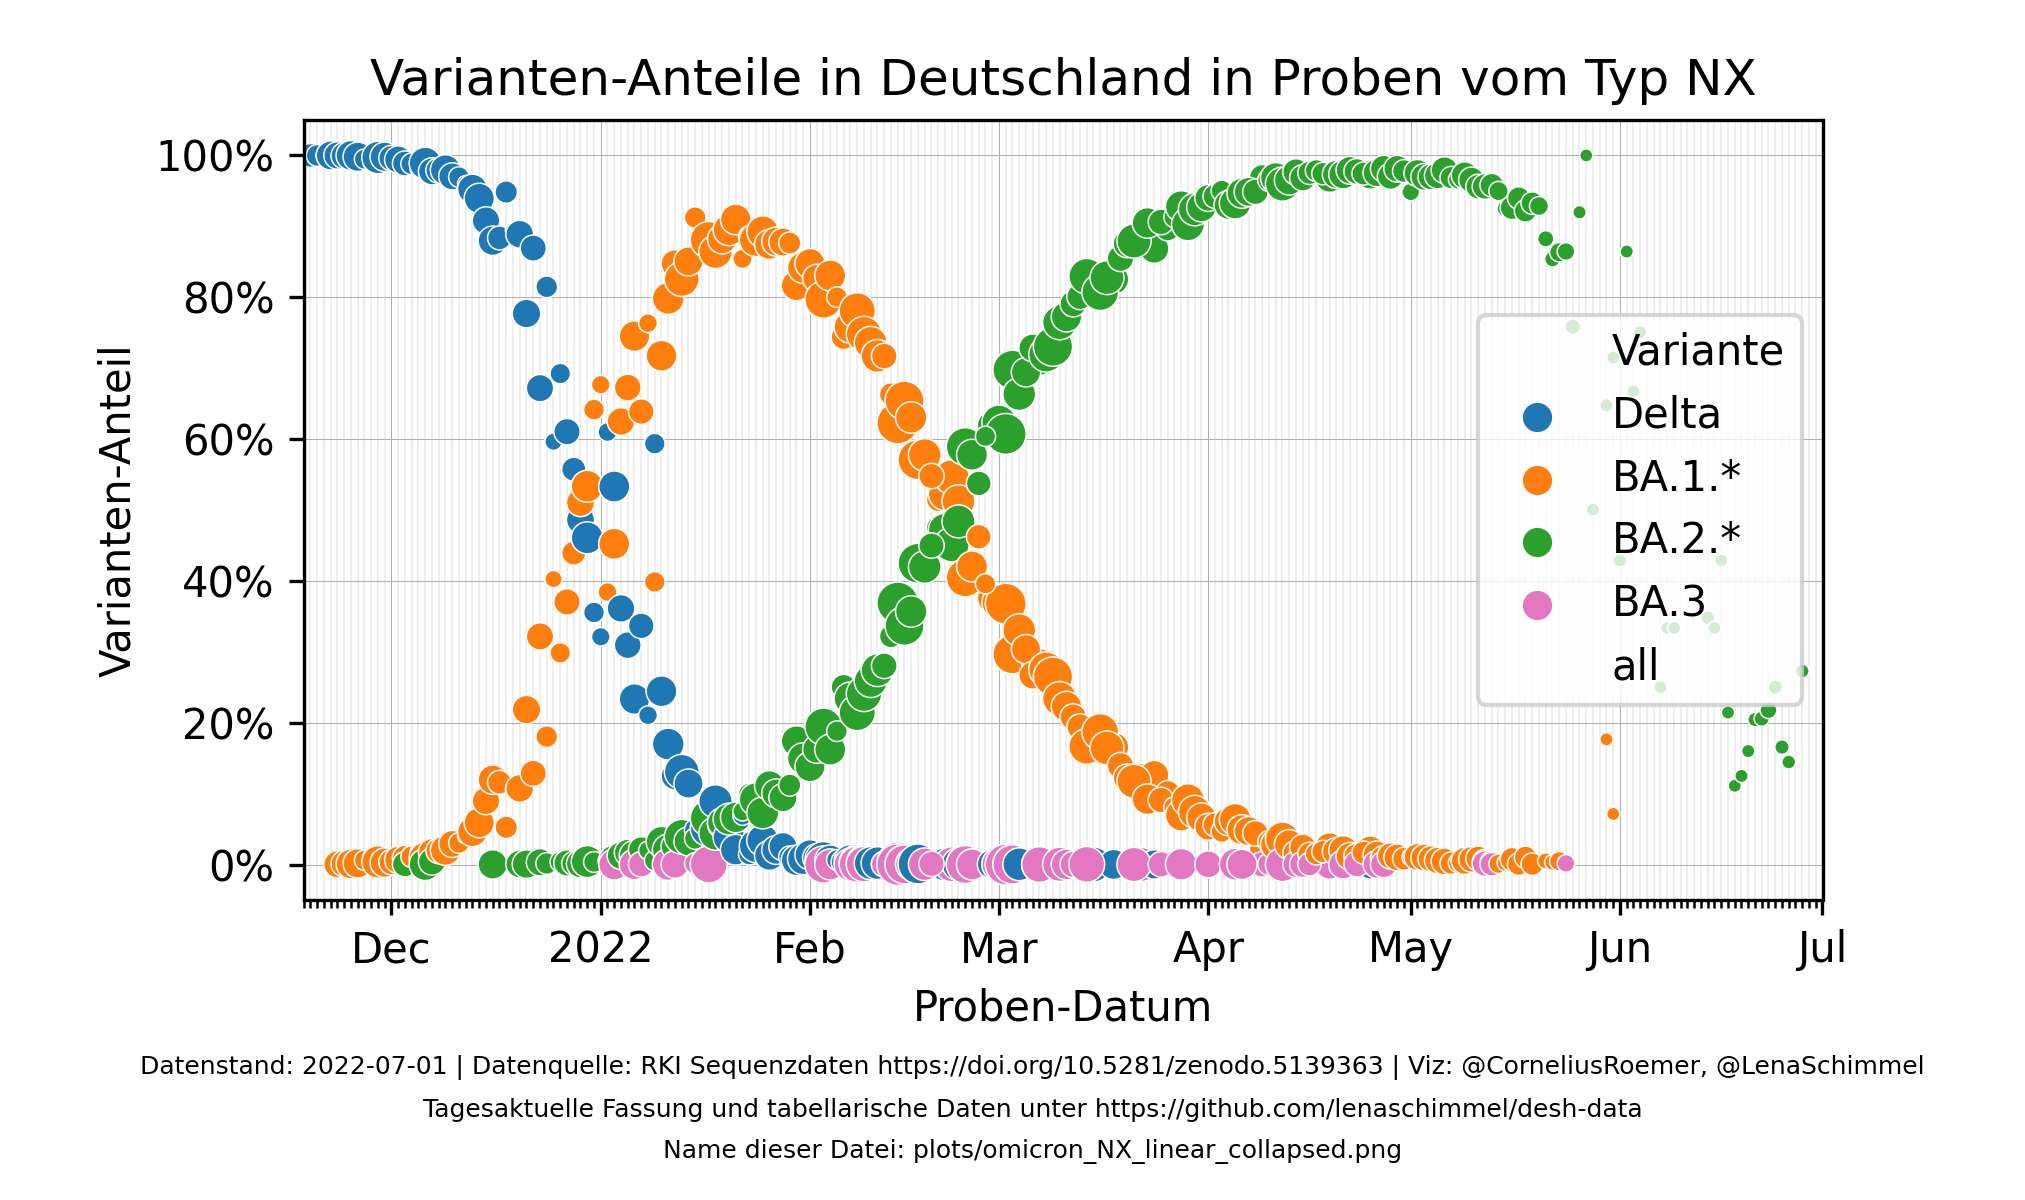 Varianten-Anteile in Deutschland in Proben vom Typ NX
Varianten-Anteil
100%
80%
60%
40%
20%
0%
Variante
Delta
BA.1.*
BA.2.*
BA.3
all
Dec
2022
Feb
Mar
Apr
May
Jun
Jul
Proben-Datum
Datenstand: 2022-07-01 | Datenquelle: RKI Sequenzdaten https://doi.org/10.5281/zenodo.5139363 | Viz: @CorneliusRoemer, @LenaSchimmel
Tagesaktuelle Fassung und tabellarische Daten unter https://github.com/lenaschimmel/desh-data
Name dieser Datei: plots/omicron_NX_linear_collapsed.png